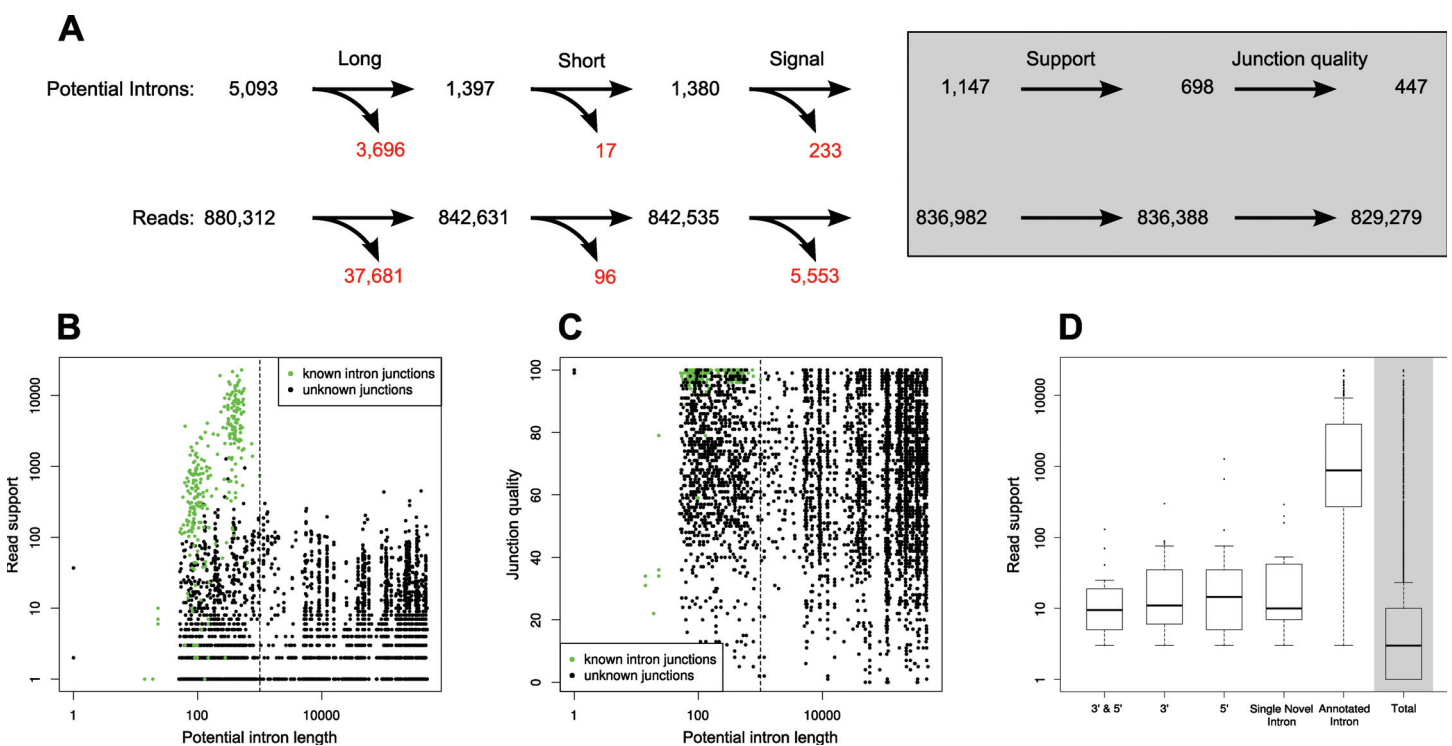 A
Long
Short
Signal
Support
Junction quality
Potential Introns:
5,093
1,397
1,380
1,147
698
447
3,696
17
233
Reads:
880,312
842,631
842,535
836,982
836,388
829,279
37,681
96
5,553
B
known intron junctions
unknown junctions
Read support
10000
1000
100
10
1
1
100
10000
Potential intron length
C
Junction quality
100
80
60
40
20
0
known intron junctions
unknown junctions
1
100
10000
Potential intron length
D
Read support
10000
1000
100
10
1
3' & 5'
3'
5'
Single Novel
Intron
Annotated
Intron
Total